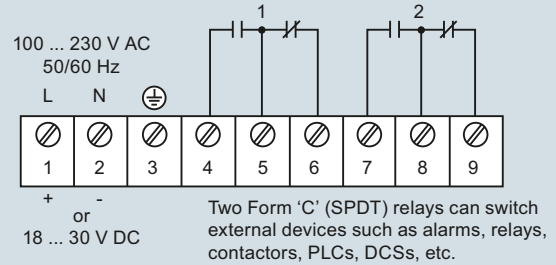 1 2
100 ... 230 V AC
50/60 Hz
L N
1 2 3 4 5 6 7 8 9
+ -
or
18 ... 30 V DC
Two Form ‘C’ (SPDT) relays can switch
external devices such as alarms, relays,
contactors, PLCs, DCSs, etc.